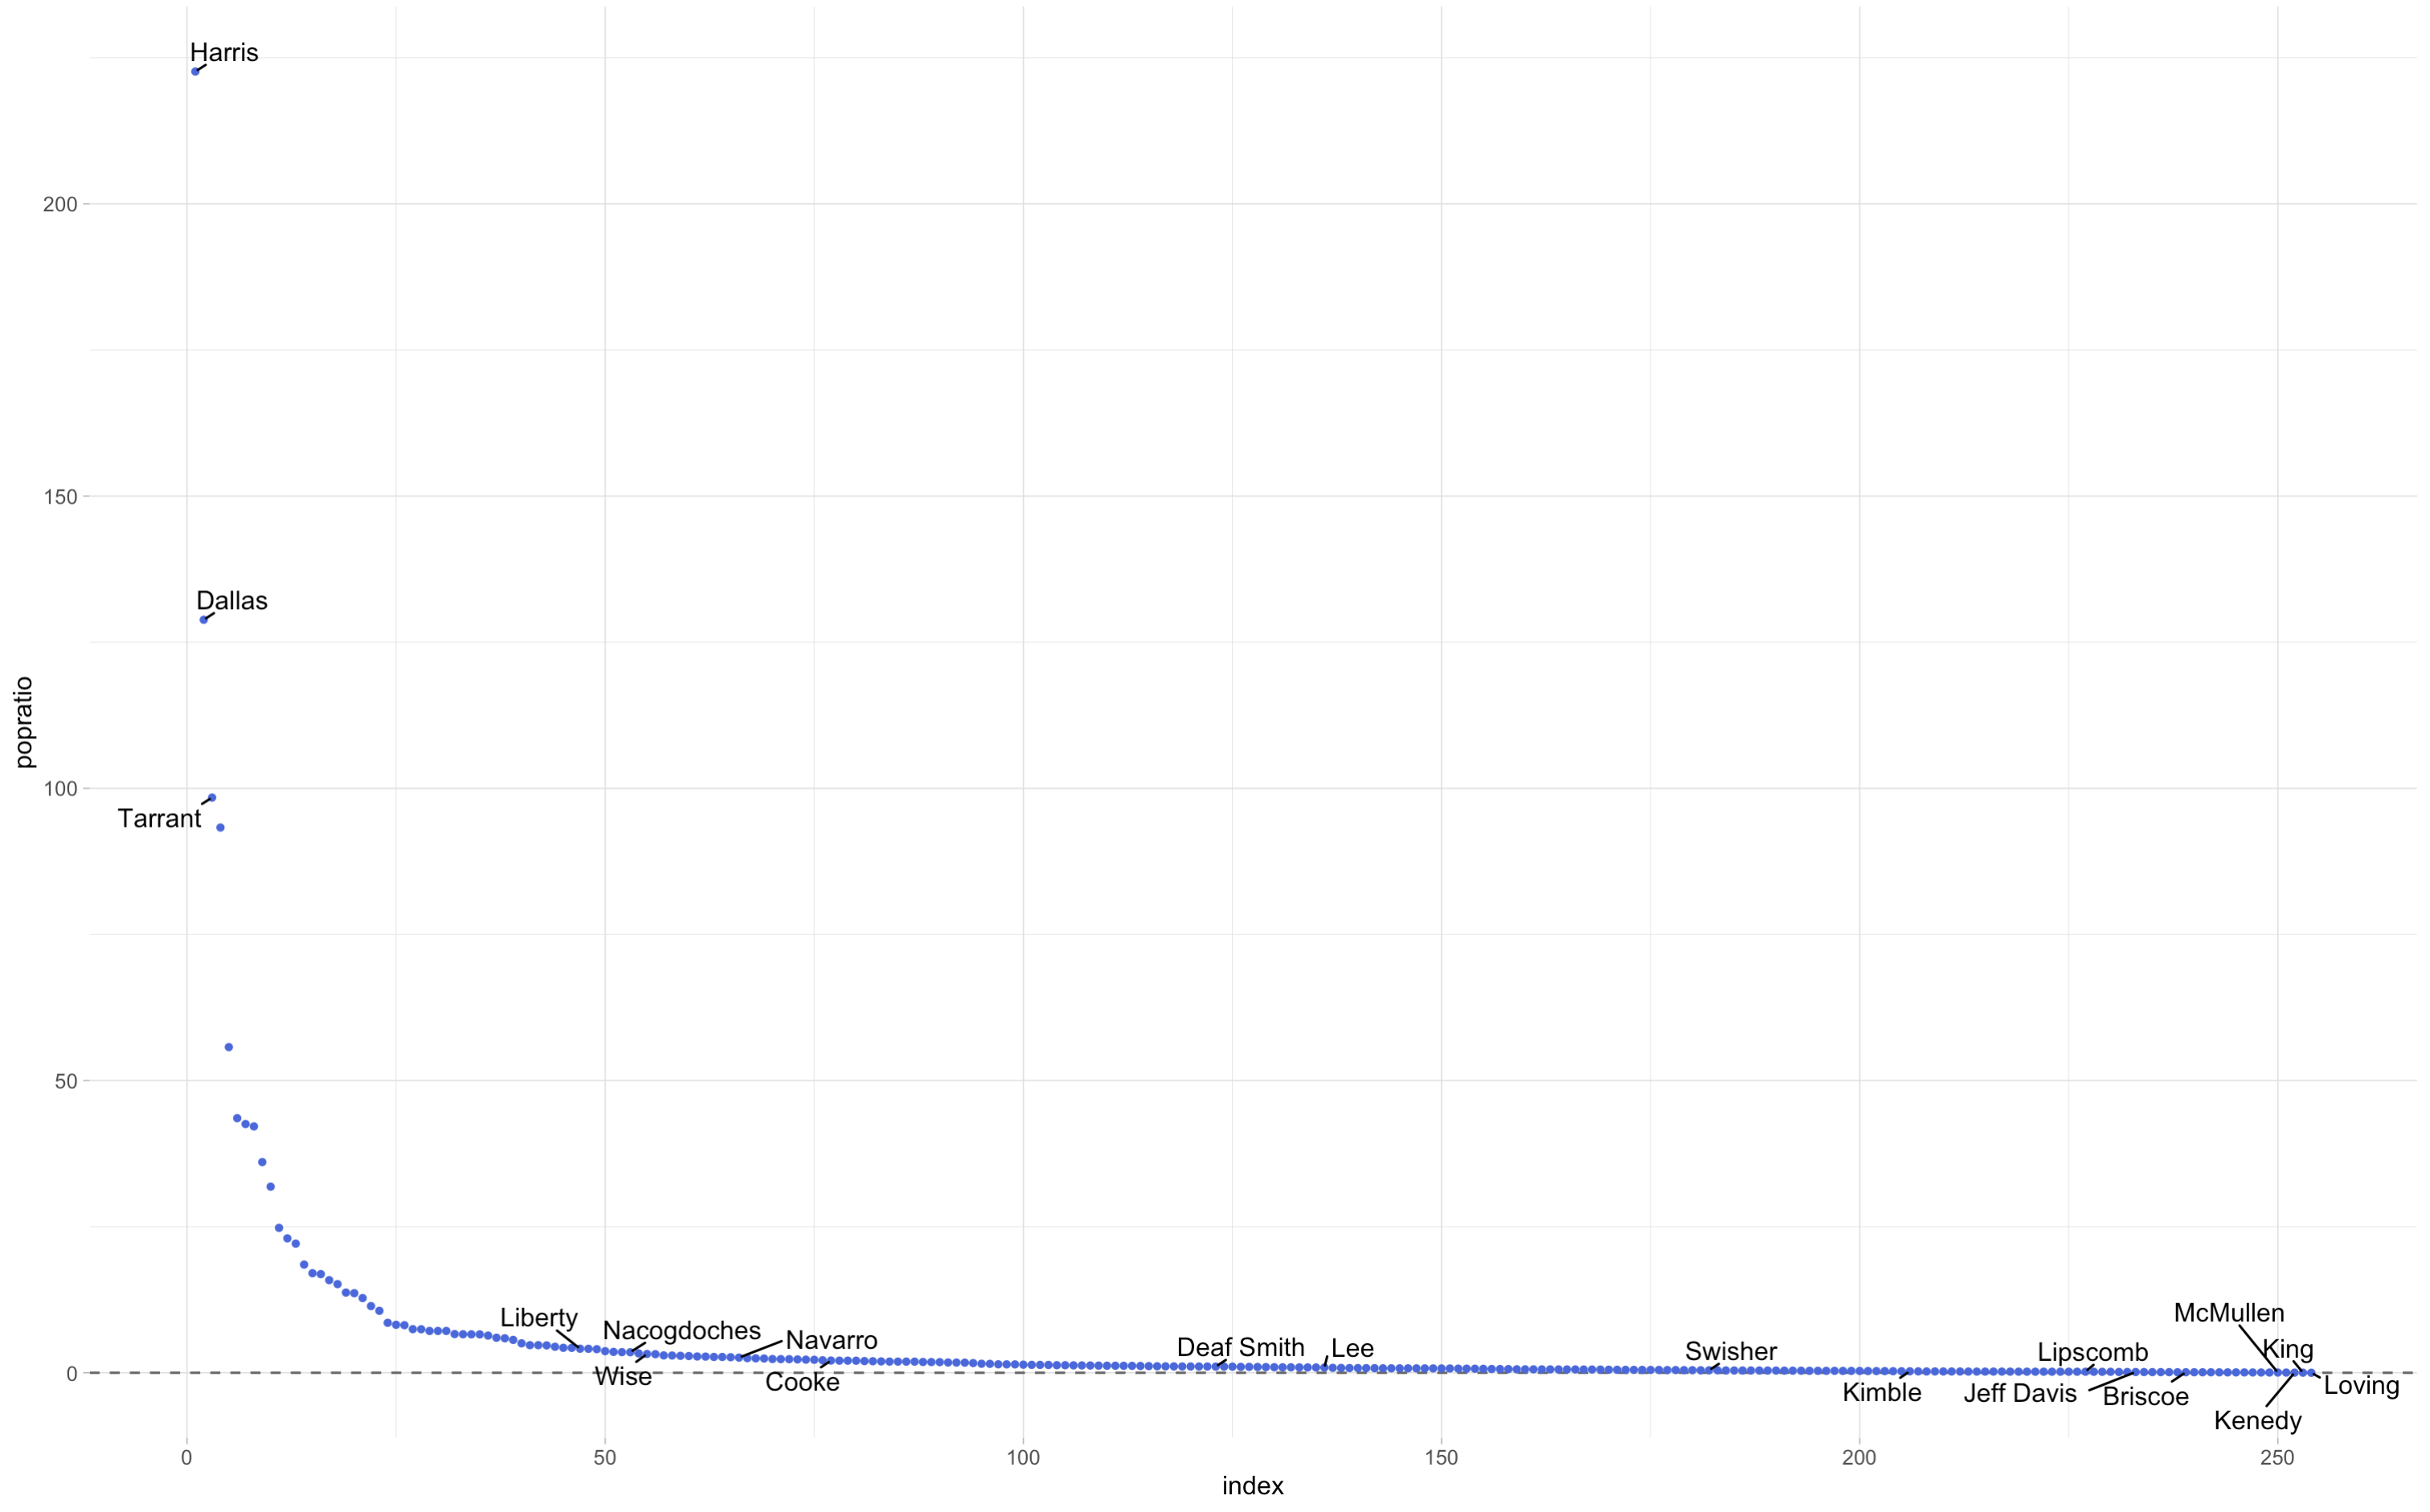 Harris
200
150
Dallas
100
Tarrant
popratio
50
McMullen
Liberty
Nacogdoches
Navarro
Deaf Smith
Lee
Swisher
Lipscomb
King
0
Wise
Cooke
Kimble
Jeff Davis
Briscoe
Loving
Kenedy
0
50
100
150
200
250
index